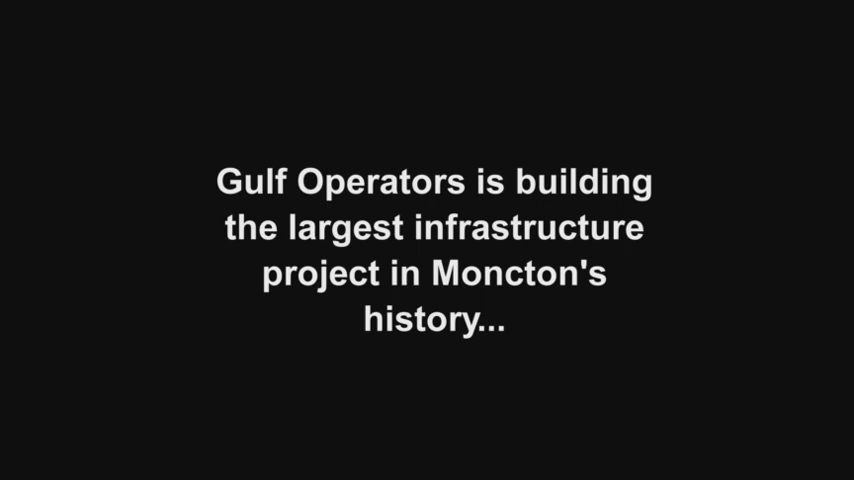 Gulf Operators is building
the largest infrastructure
project in Moncton's
history...